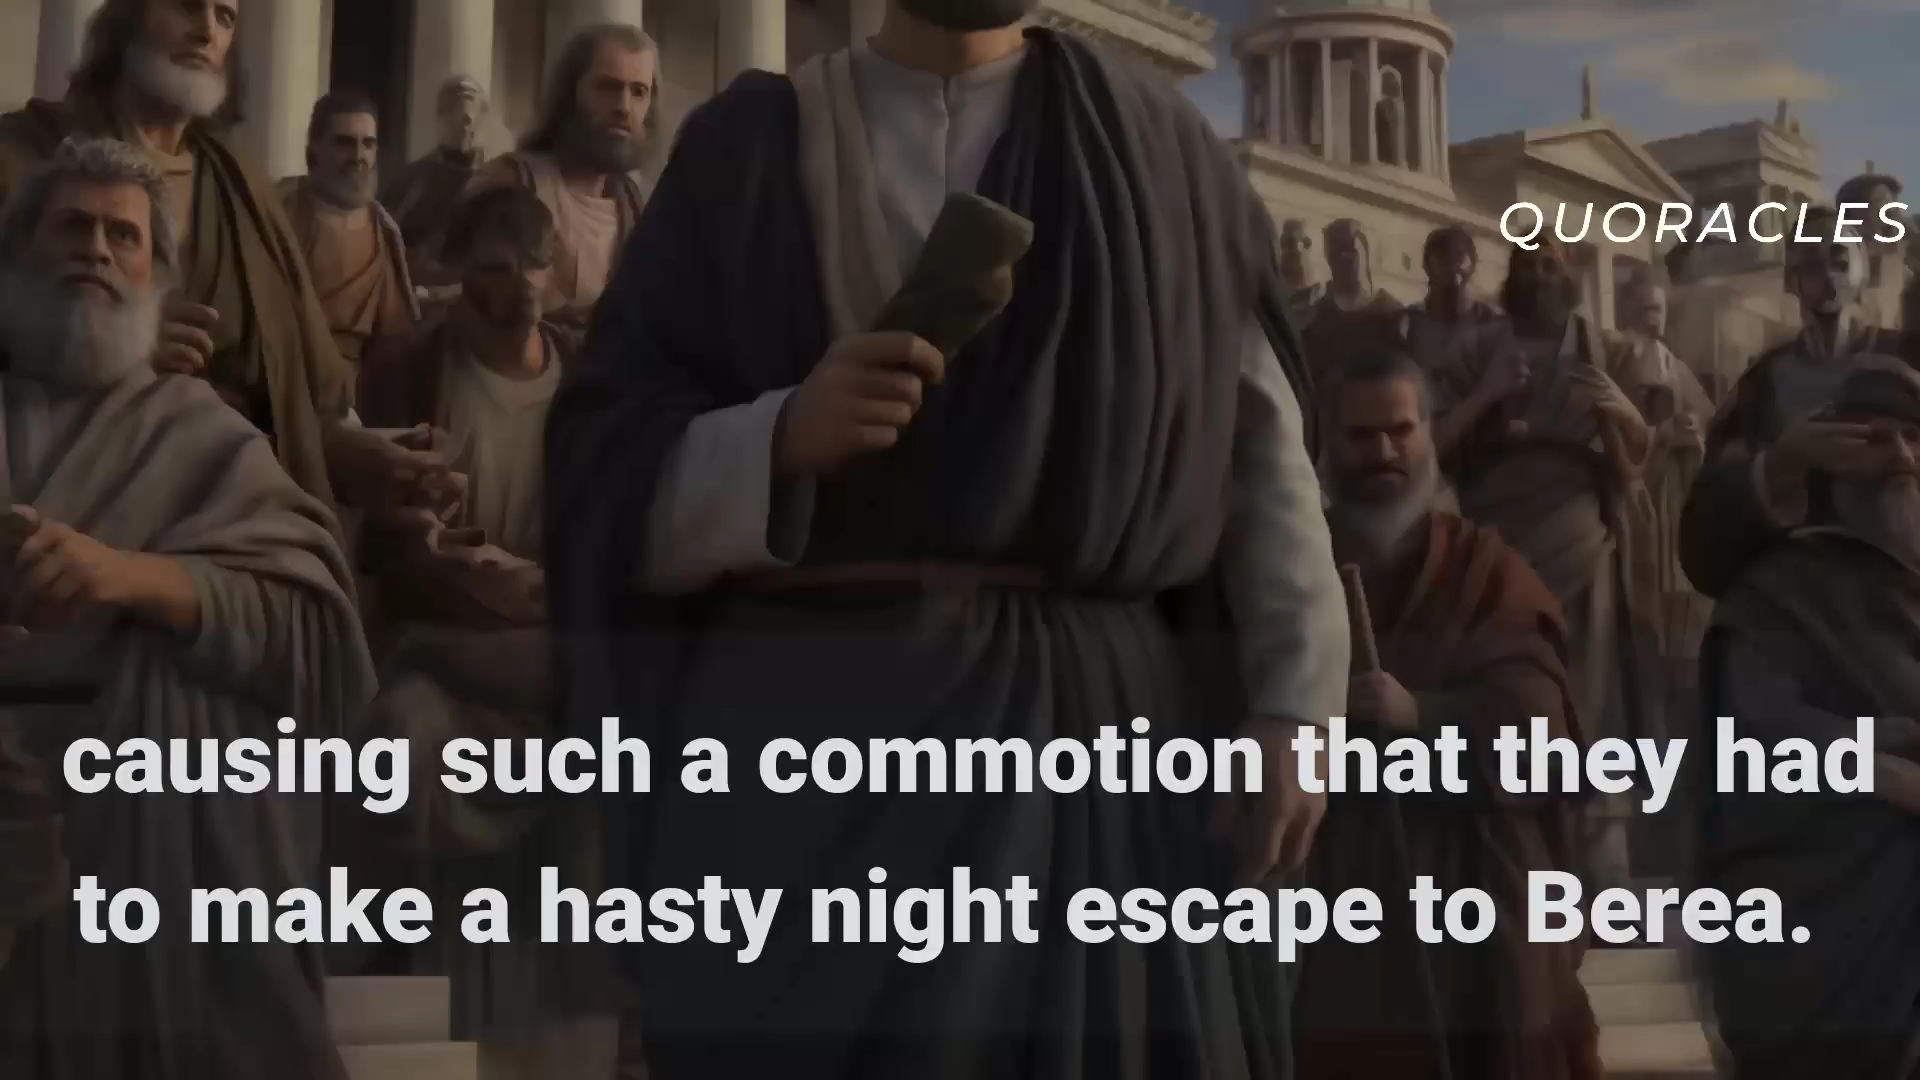 QUORACLES
causing such a commotion that they had
to make a hasty night escape to Berea.